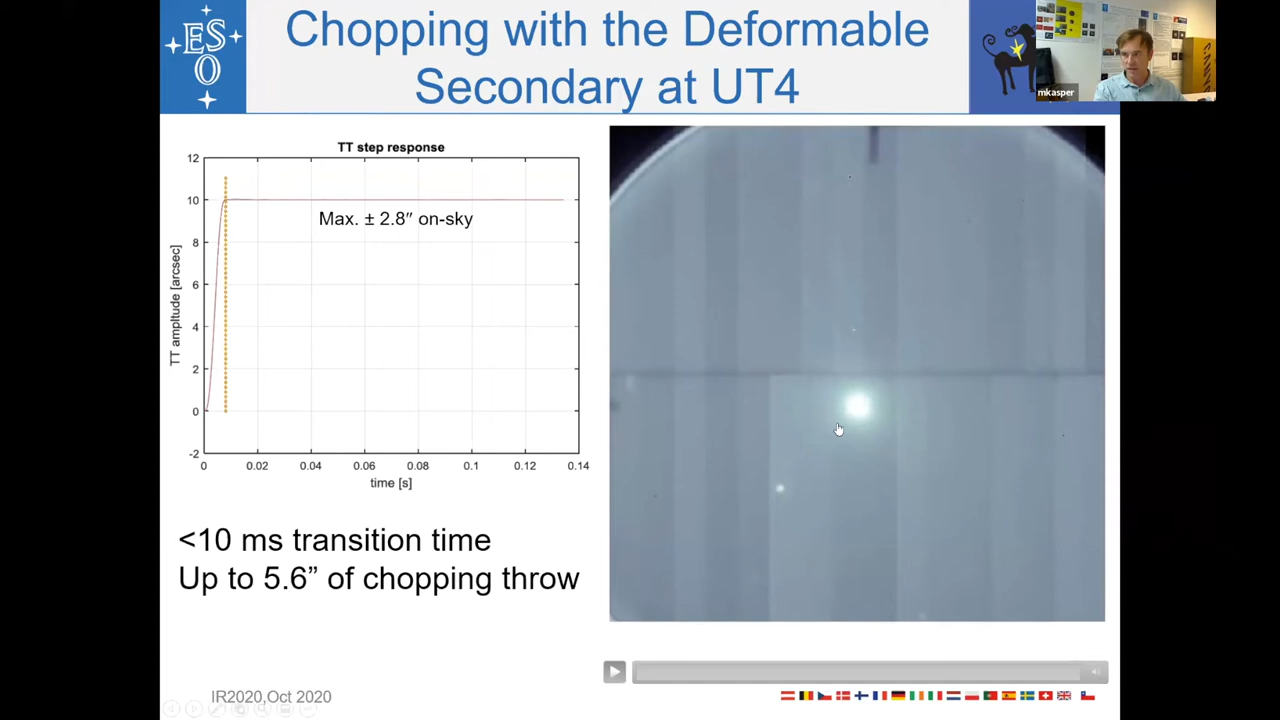 ES
O
Chopping with the Deformable
Secondary at UT4
mkasper
TT step response
12
10
8
6
4
2
0
-2
Max. ± 2.8″ on-sky
TT ampltude [arcsec]
0 0.02 0.04 0.06 0.08 0.1 0.12 0.14
time [s]
<10 ms transition time
Up to 5.6” of chopping throw
IR2020,Oct 2020